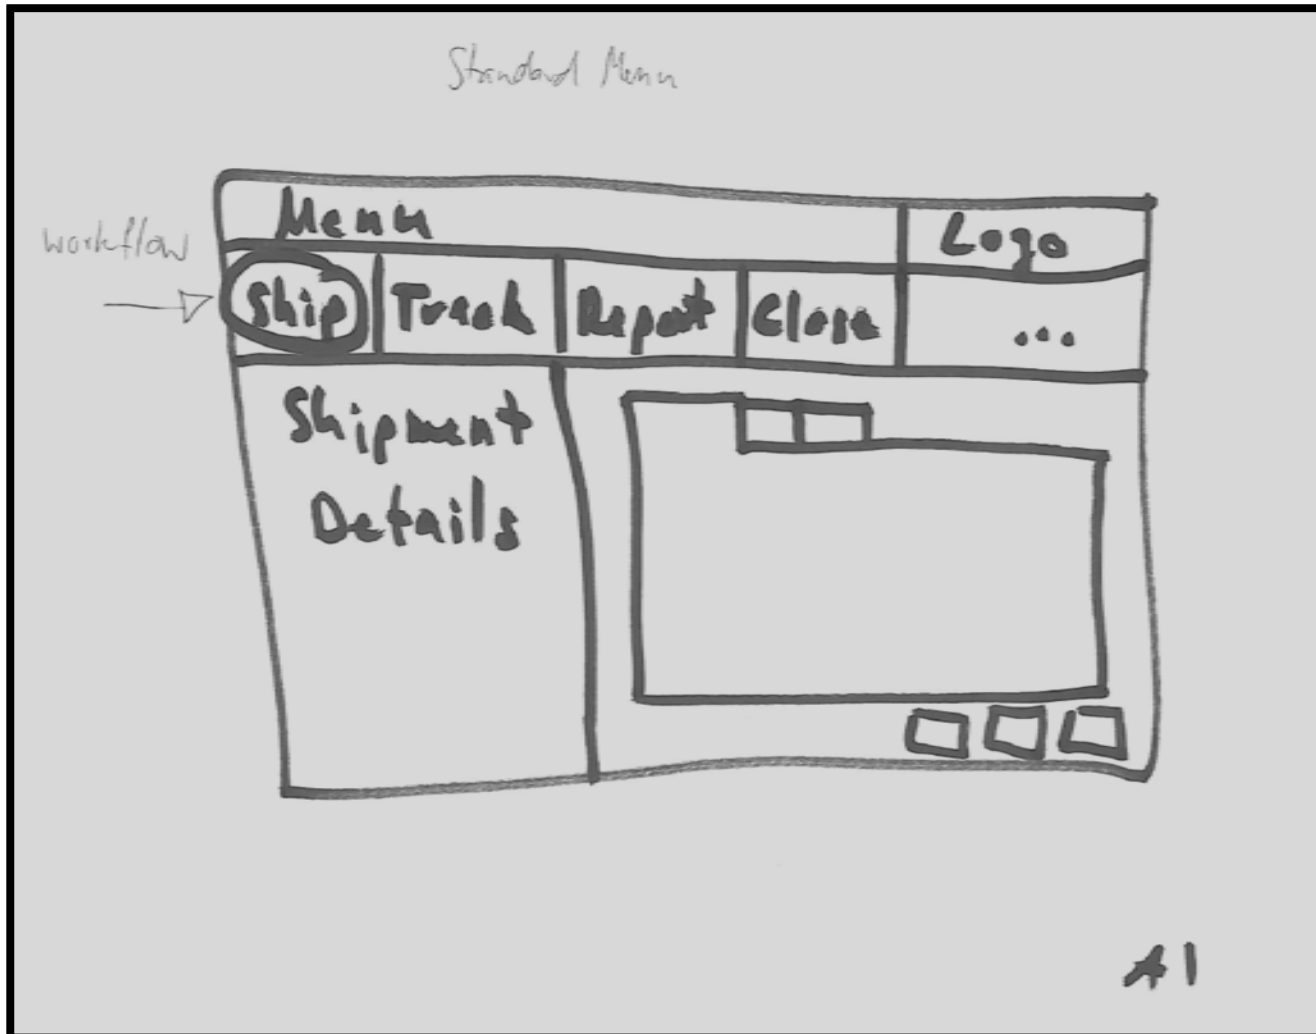 Standard Menu
Menu
Logo
workflow
Ship
Track
Report
Close
...
Shipment
Details
A1